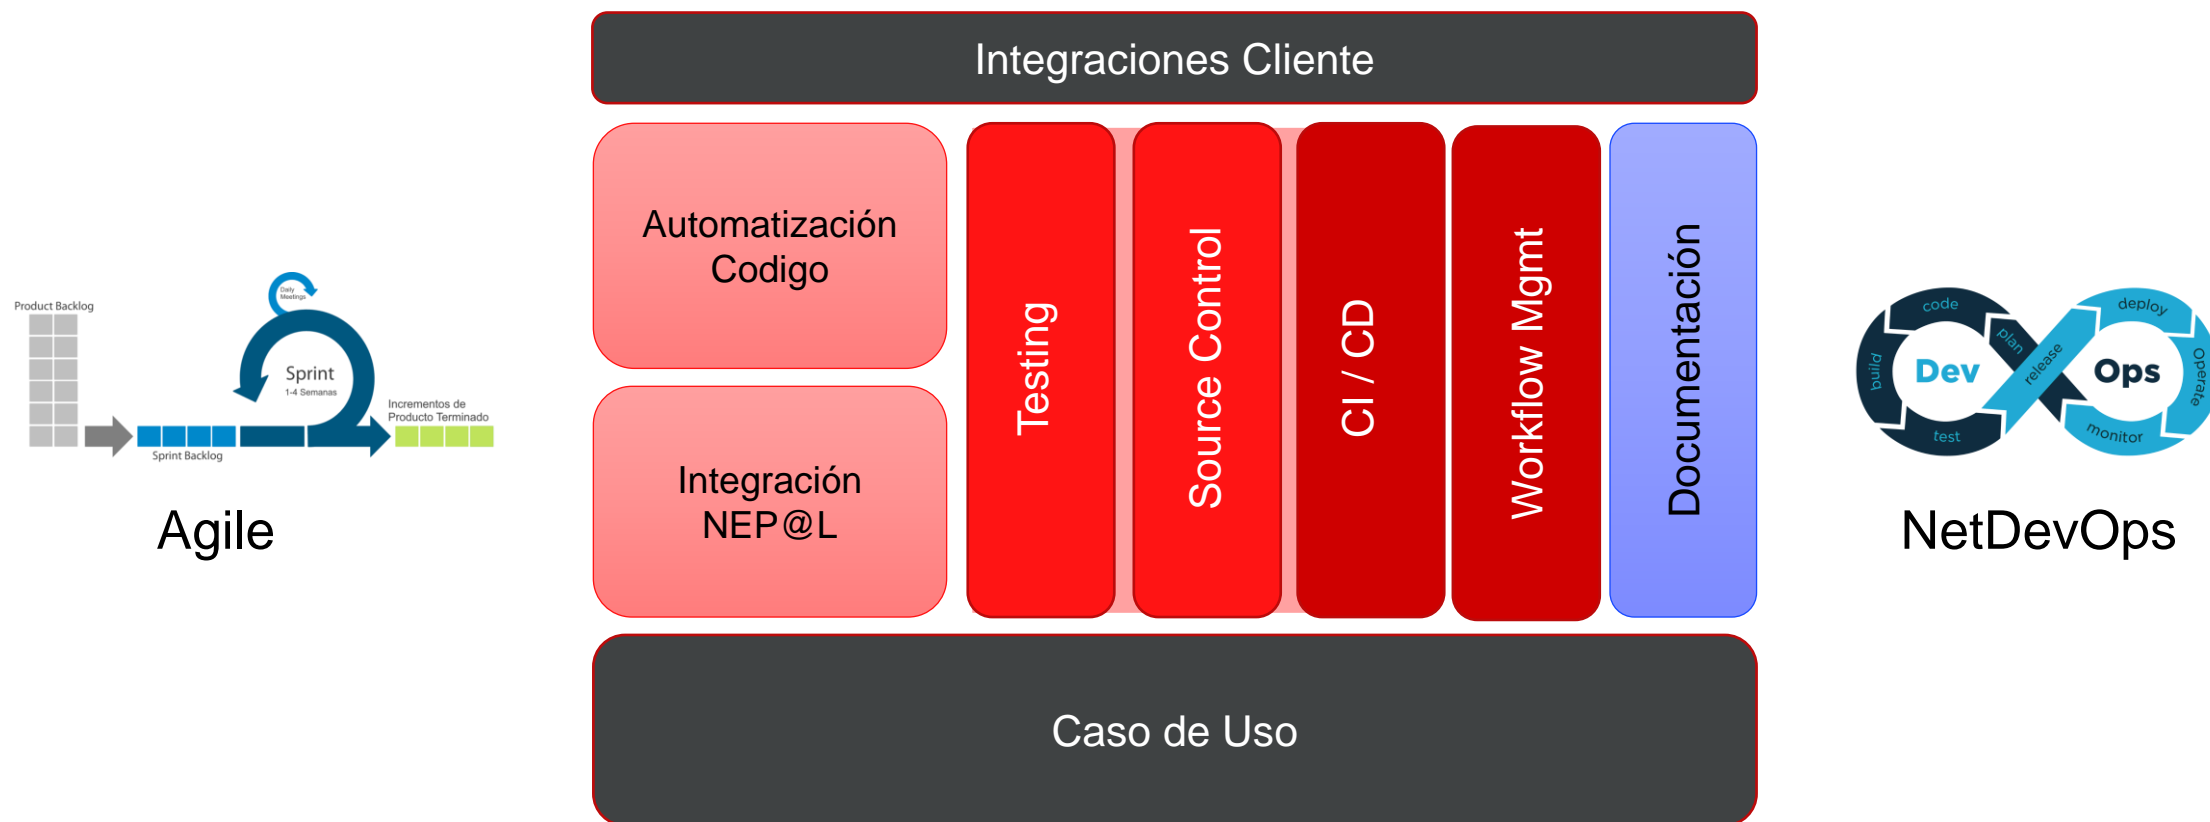 Integraciones Cliente
Product Backlog
Daily
Meetings
Sprint
1-4 Semanas
Incrementos de
Producto Terminado
Sprint Backlog
Agile
Automatización
Codigo
Integración
NEP@L
Testing
Source Control
CI / CD
Workflow Mgmt
Documentación
code
plan
build
Dev
test
release
deploy
Ops
Operate
monitor
NetDevOps
Caso de Uso